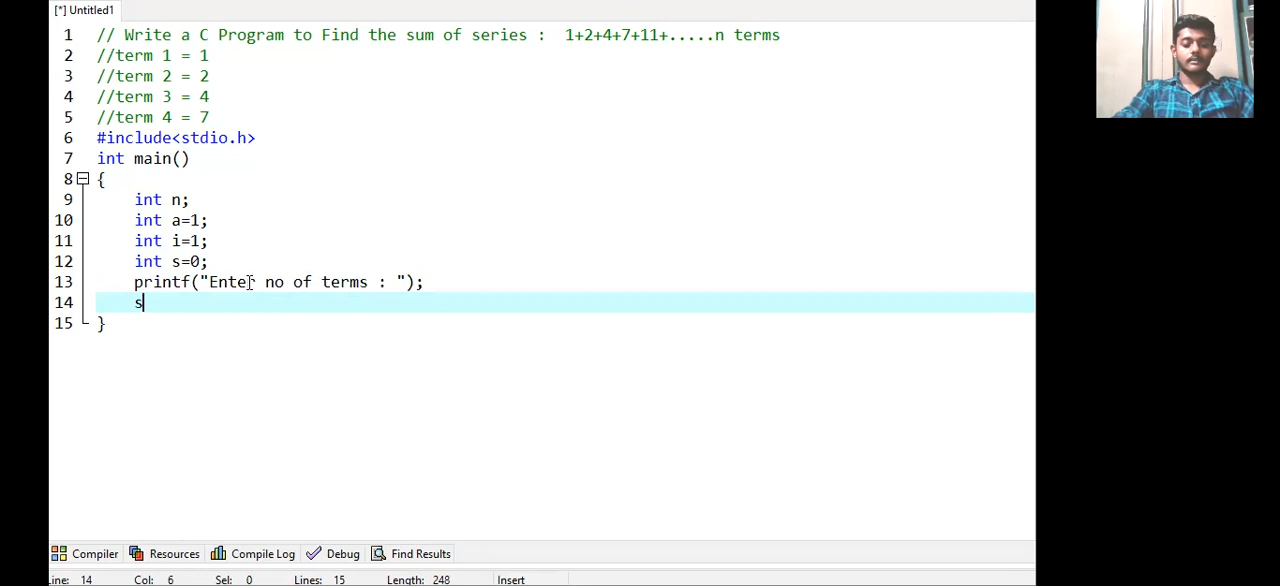 [*] Untitled1
1 // Write a C Program to Find the sum of series :  1+2+4+7+11+.....n terms
2 //term 1 = 1
3 //term 2 = 2
4 //term 3 = 4
5 //term 4 = 7
6 #include<stdio.h>
7 int main()
8 {
9 int n;
10 int a=1;
11 int i=1;
12 int s=0;
13 printf("Enter no of terms : ");
14 s
15 }
Compiler Resources Compile Log Debug Find Results
Line: 14 Col: 6 Sel: 0 Lines: 15 Length: 248 Insert